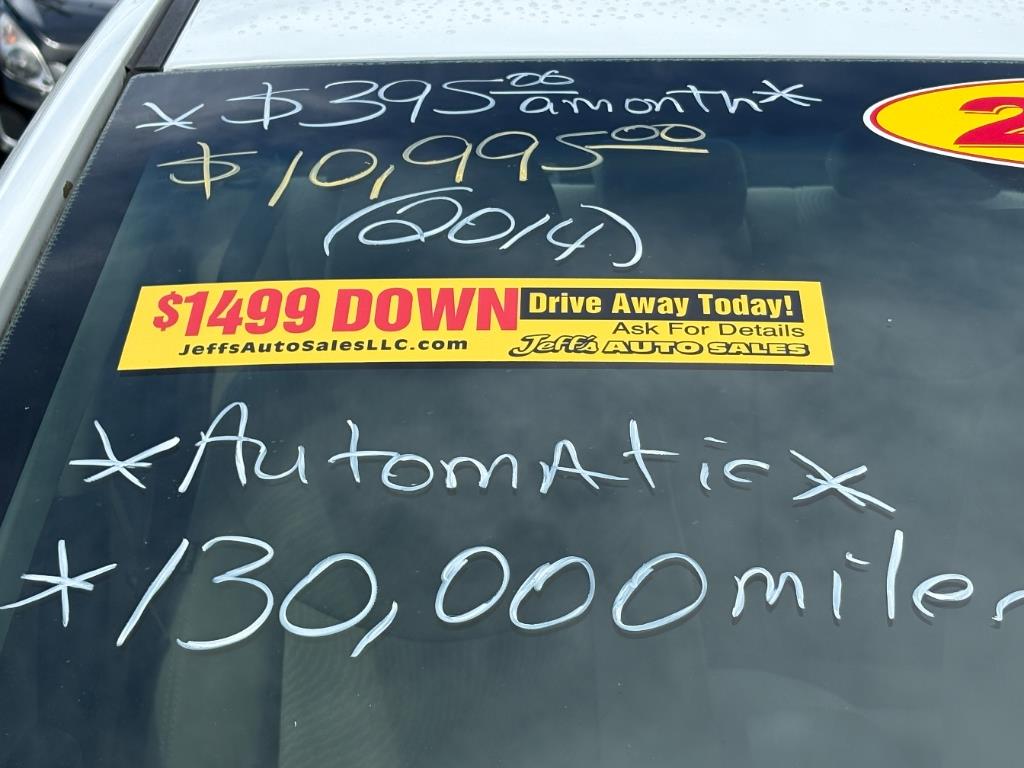 * $395.00 a month *
2
$10,995.00
(2014)
$1499 DOWN Drive Away Today!
Ask For Details
JeffsAutoSalesLLC.com Jeff's AUTO SALES
*AutomAtic*
*130,000 miles